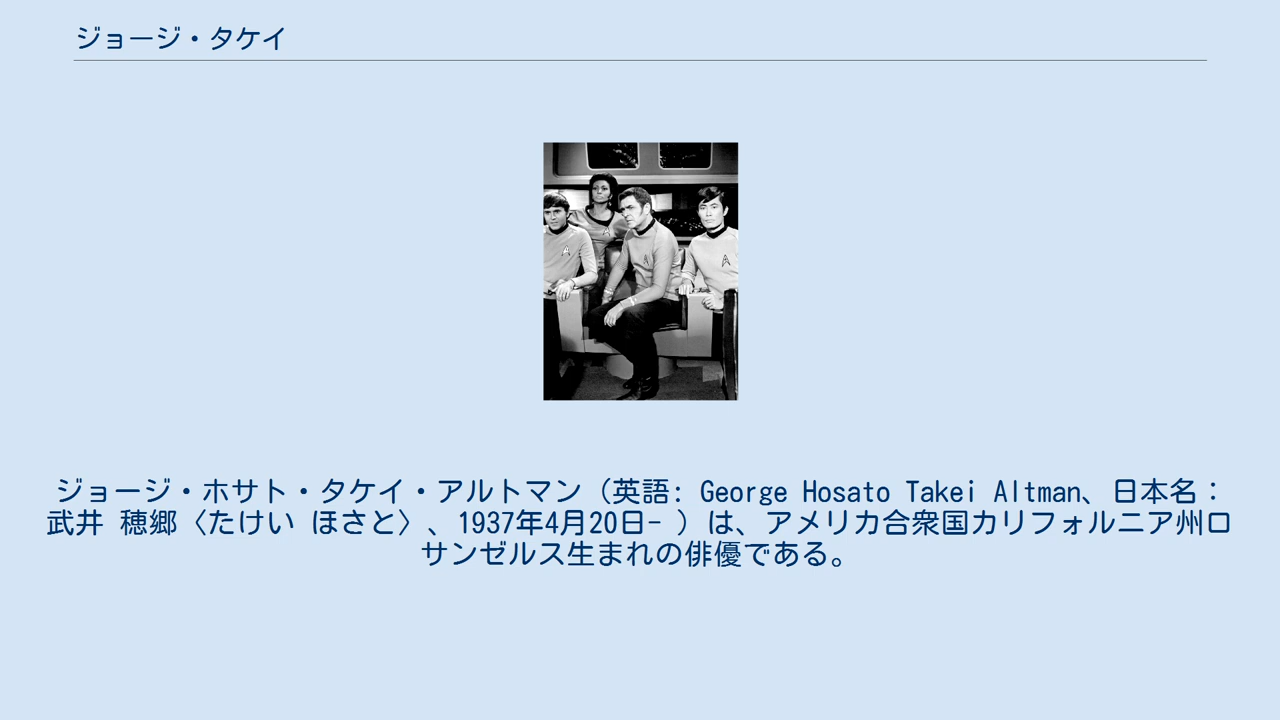 ジョージ・タケイ
ジョージ・ホサト・タケイ・アルトマン（英語: George Hosato Takei Altman、日本名：
武井 穂郷〈たけい ほさと〉、1937年4月20日- ）は、アメリカ合衆国カリフォルニア州ロ
サンゼルス生まれの俳優である。